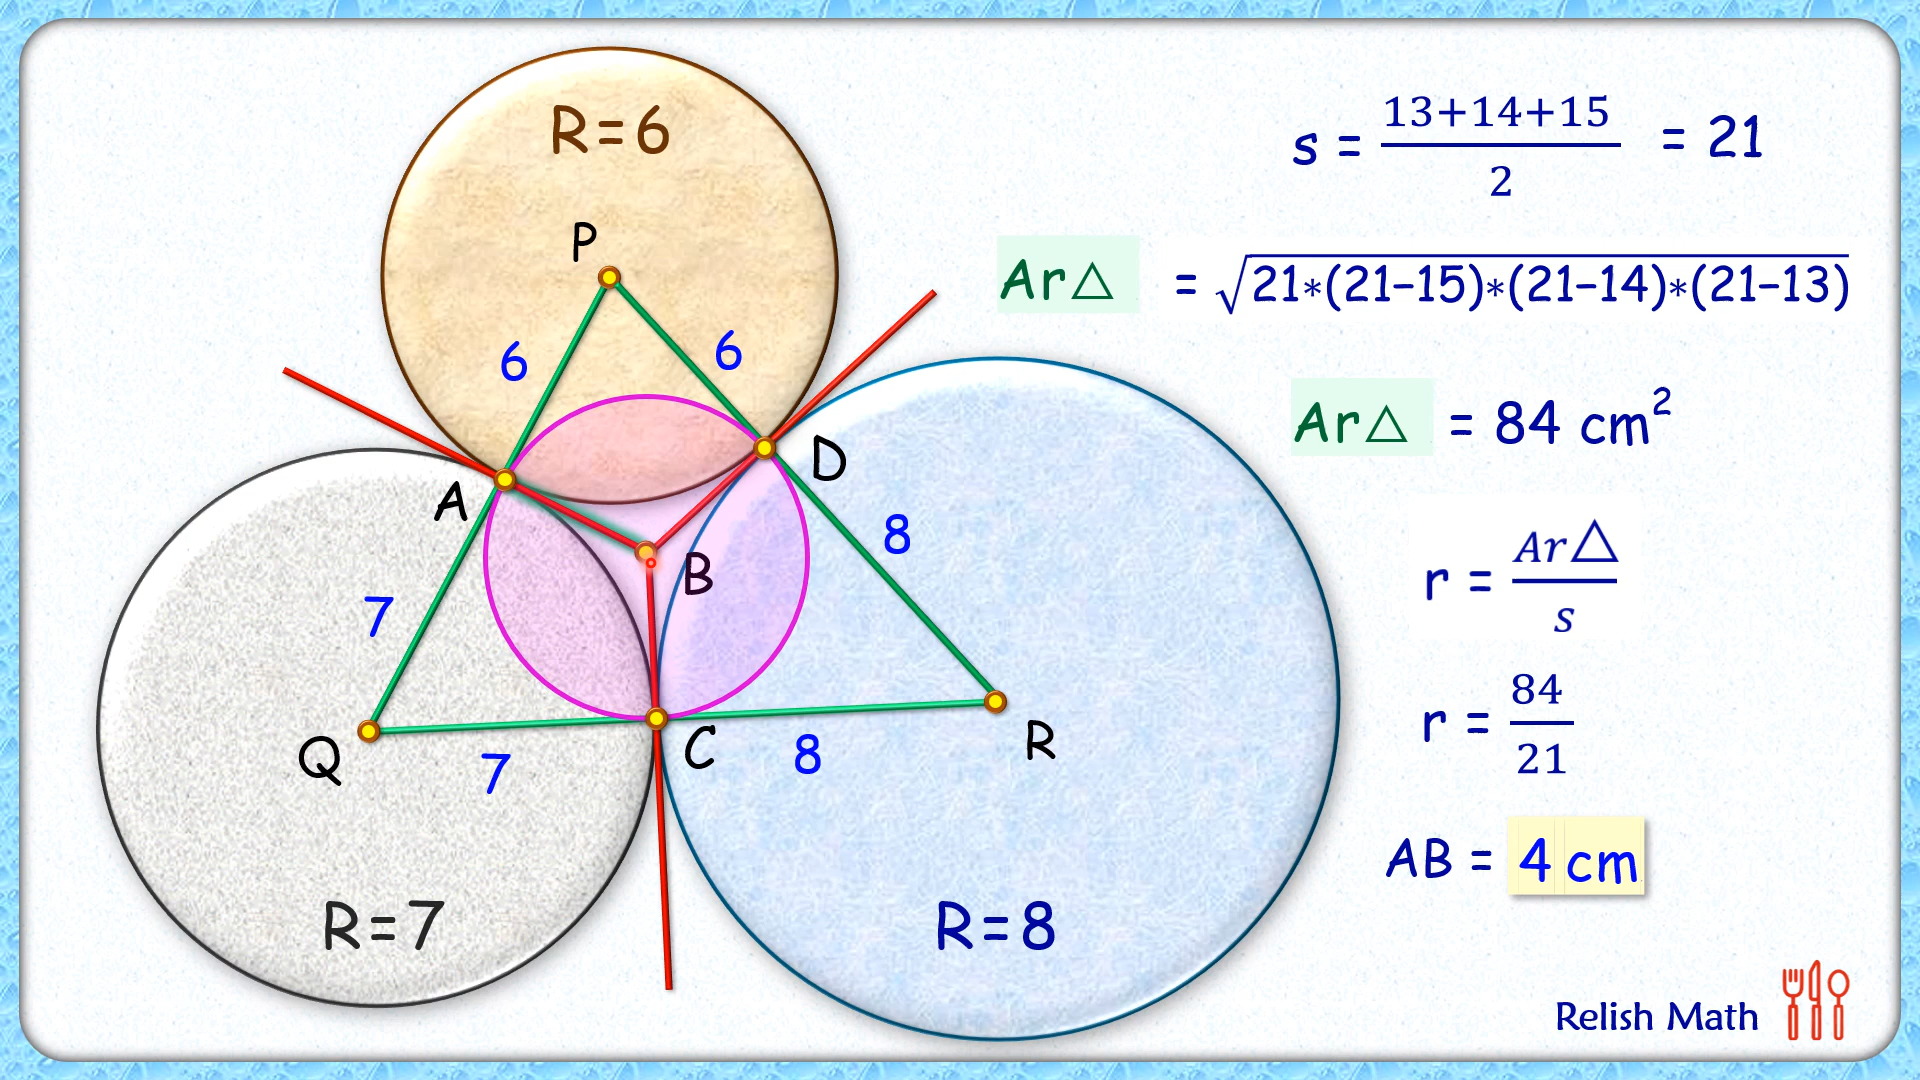 R=6
P
6
6
A
D
B
8
7
Q
7
C
8
R
R=7
R=8
s = 13+14+15 / 2 = 21
Ar△ = √21*(21–15)*(21–14)*(21–13)
Ar△ = 84 cm²
r = Ar△ / s
r = 84 / 21
AB = 4 cm
Relish Math